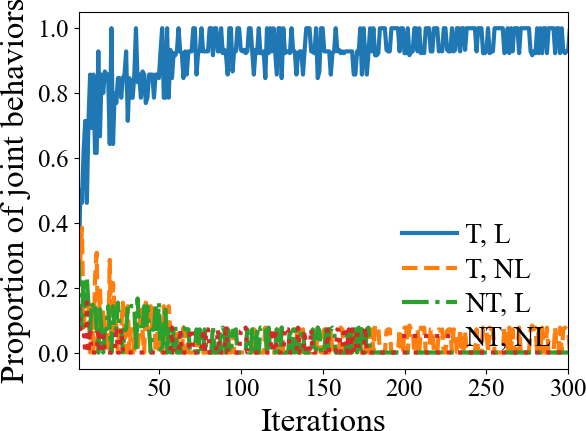 Proportion of joint behaviors
1.0
0.8
0.6
0.4
0.2
0.0
T, L
T, NL
NT, L
NT, NL
50
100
150
200
250
300
Iterations